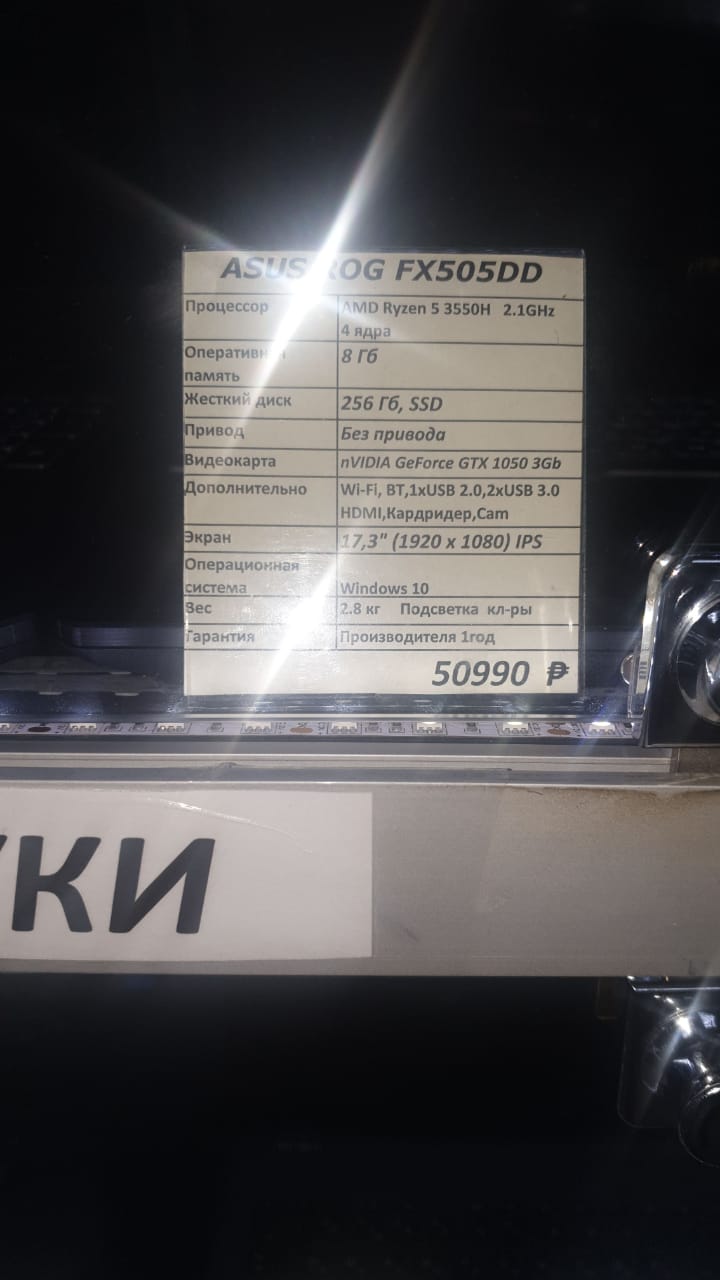 ASUS ROG FX505DD
Процессор AMD Ryzen 5 3550H 2.1GHz
4 ядра
Оперативная 8 Гб
память
Жесткий диск 256 Гб, SSD
Привод Без привода
Видеокарта nVIDIA GeForce GTX 1050 3Gb
Дополнительно Wi-Fi, BT,1xUSB 2.0,2xUSB 3.0
HDMI,Кардридер,Cam
Экран 17,3" (1920 x 1080) IPS
Операционная
система Windows 10
Вес 2.8 кг Подсветка кл-ры
Гарантия Производителя 1год
50990 ₽
УКИ